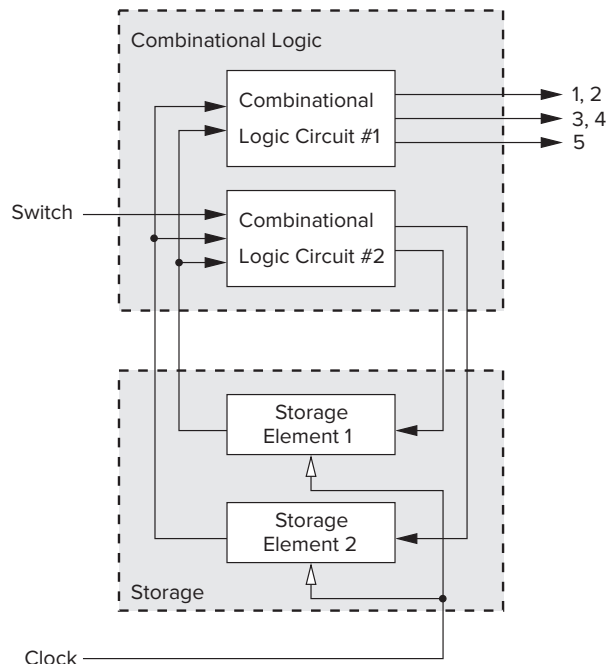 Combinational Logic
Combinational
Logic Circuit #1
1, 2
3, 4
5
Switch
Combinational
Logic Circuit #2
Storage
Element 1
Storage
Element 2
Storage
Clock